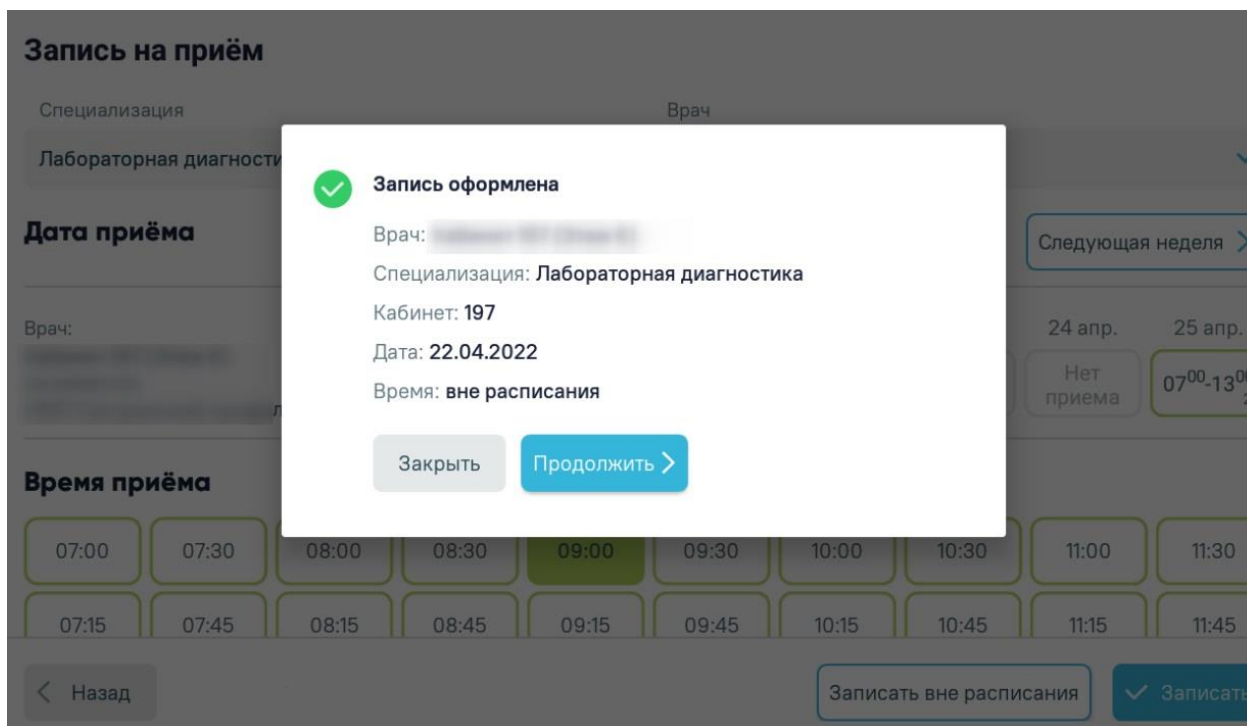 Запись на приём
Специализация Врач
Лабораторная диагности
Запись оформлена
Врач:
Специализация: Лабораторная диагностика
Кабинет: 197
Дата: 22.04.2022
Время: вне расписания
Закрыть Продолжить
Дата приёма
Следующая неделя
Врач:
24 апр. 25 апр.
Нет приема
07⁰⁰-13⁰⁰
Время приёма
07:00 07:30 08:00 08:30 09:00 09:30 10:00 10:30 11:00 11:30
07:15 07:45 08:15 08:45 09:15 09:45 10:15 10:45 11:15 11:45
Назад Записать вне расписания Записать